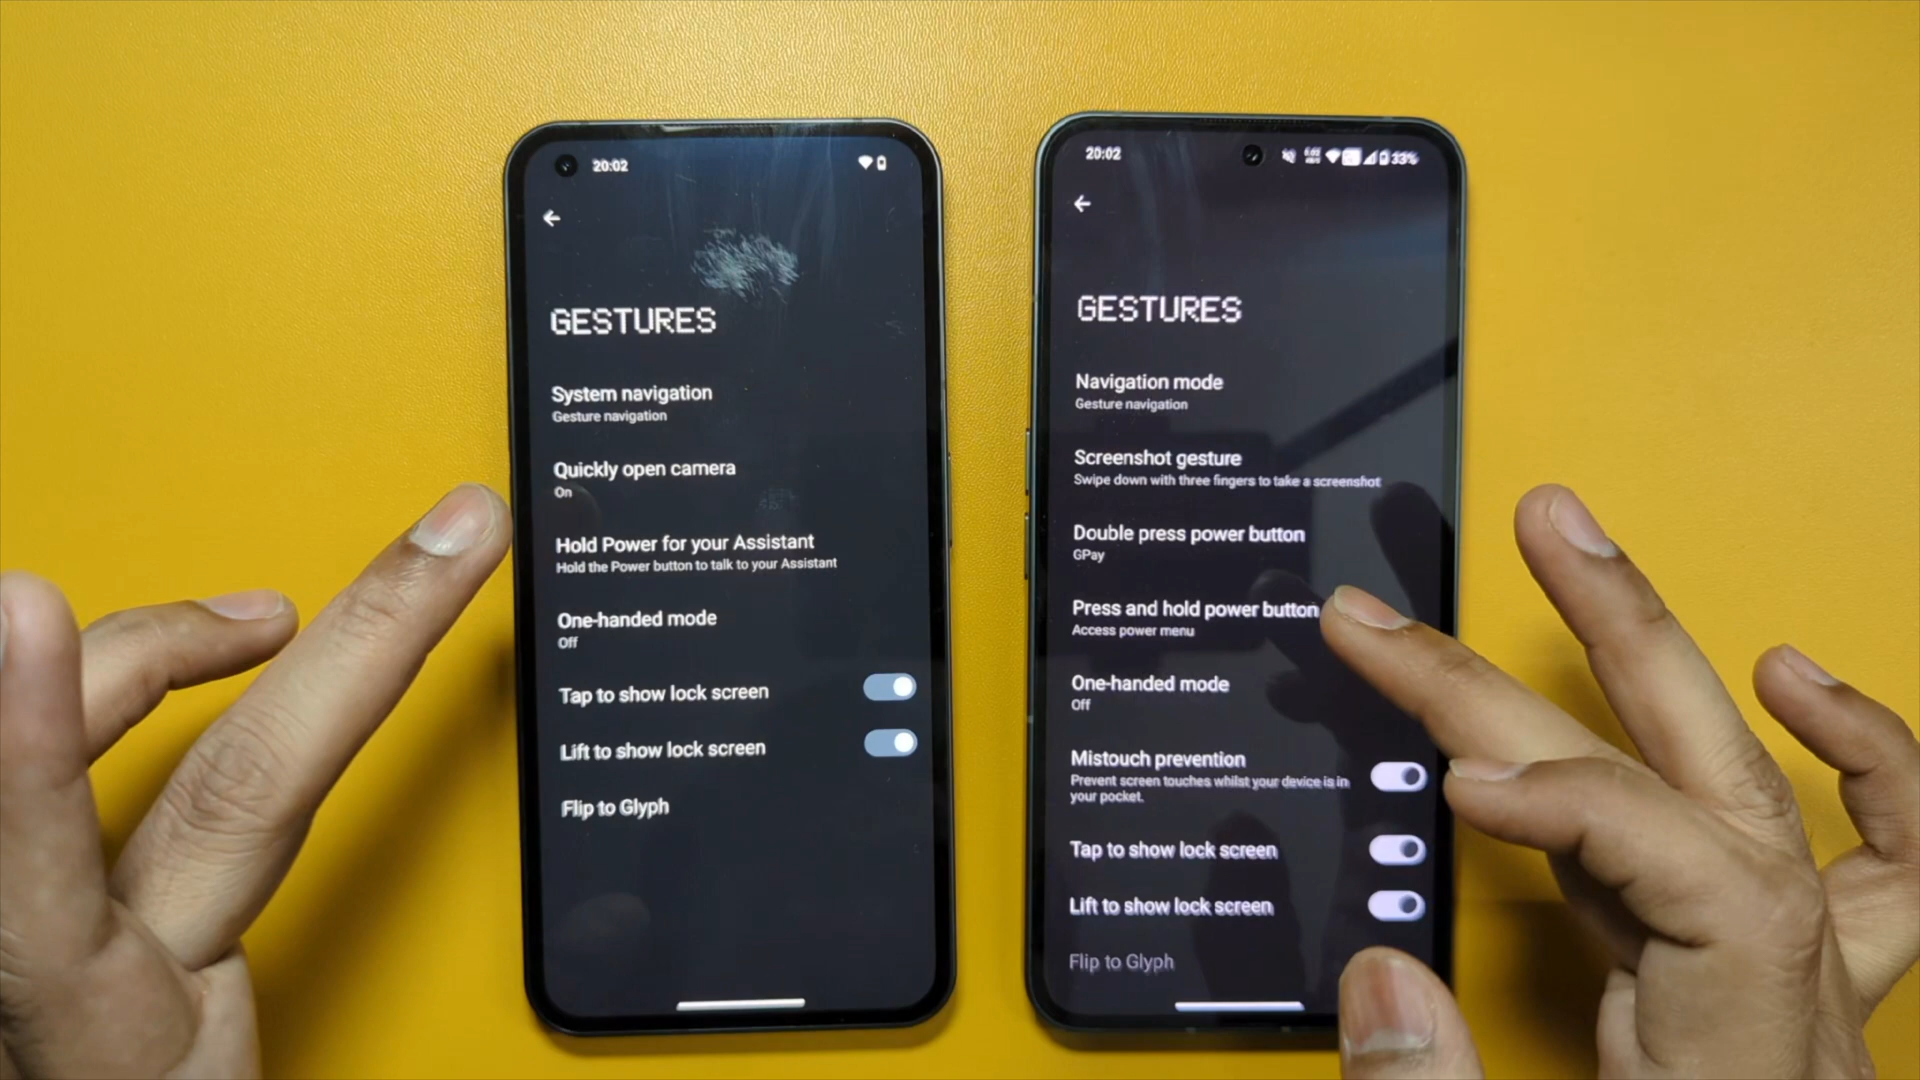 20:02
GESTURES
System navigation
Gesture navigation
Quickly open camera
On
Hold Power for your Assistant
Hold the Power button to talk to your Assistant
One-handed mode
Off
Tap to show lock screen
Lift to show lock screen
Flip to Glyph
20:02
33%
GESTURES
Navigation mode
Gesture navigation
Screenshot gesture
Swipe down with three fingers to take a screenshot
Double press power button
GPay
Press and hold power button
Access power menu
One-handed mode
Off
Mistouch prevention
Prevent screen touches whilst your device is in
your pocket.
Tap to show lock screen
Lift to show lock screen
Flip to Glyph